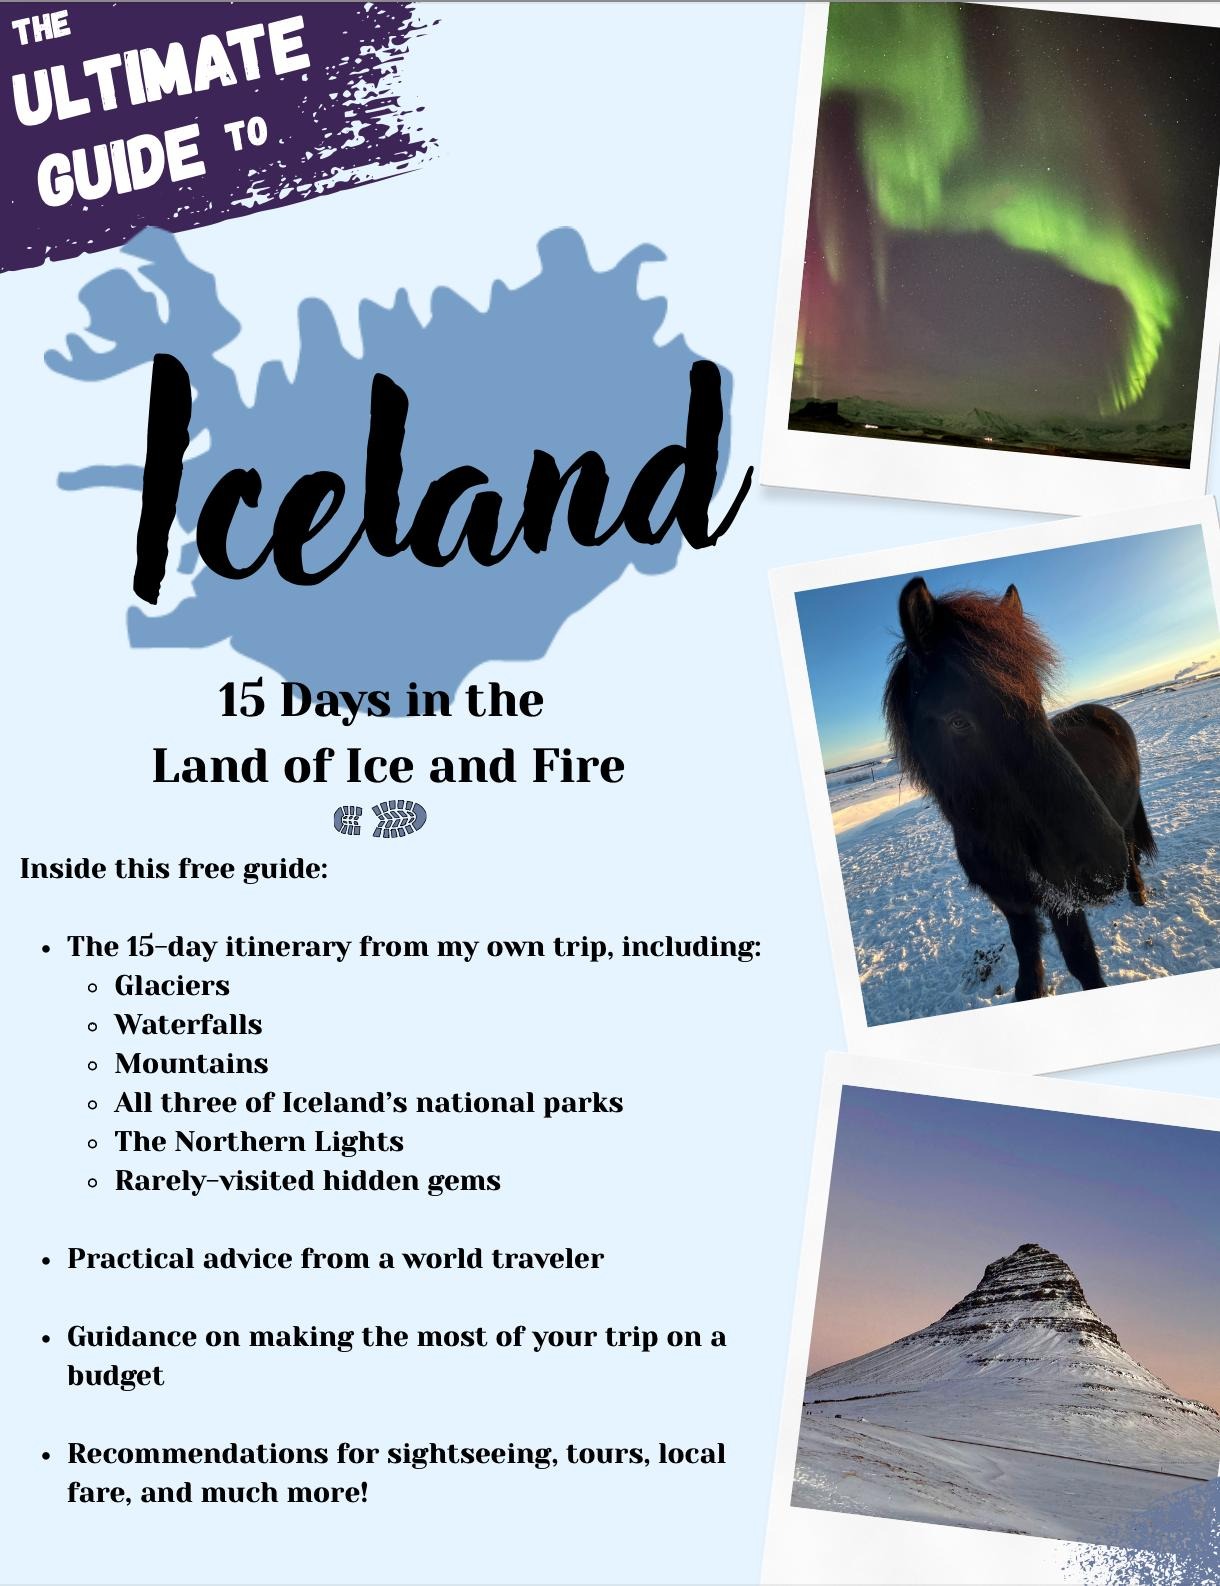 THE
ULTIMATE
GUIDE TO
Iceland
15 Days in the
Land of Ice and Fire
Inside this free guide:
• The 15-day itinerary from my own trip, including:
○ Glaciers
○ Waterfalls
○ Mountains
○ All three of Iceland’s national parks
○ The Northern Lights
○ Rarely-visited hidden gems
• Practical advice from a world traveler
• Guidance on making the most of your trip on a
budget
• Recommendations for sightseeing, tours, local
fare, and much more!